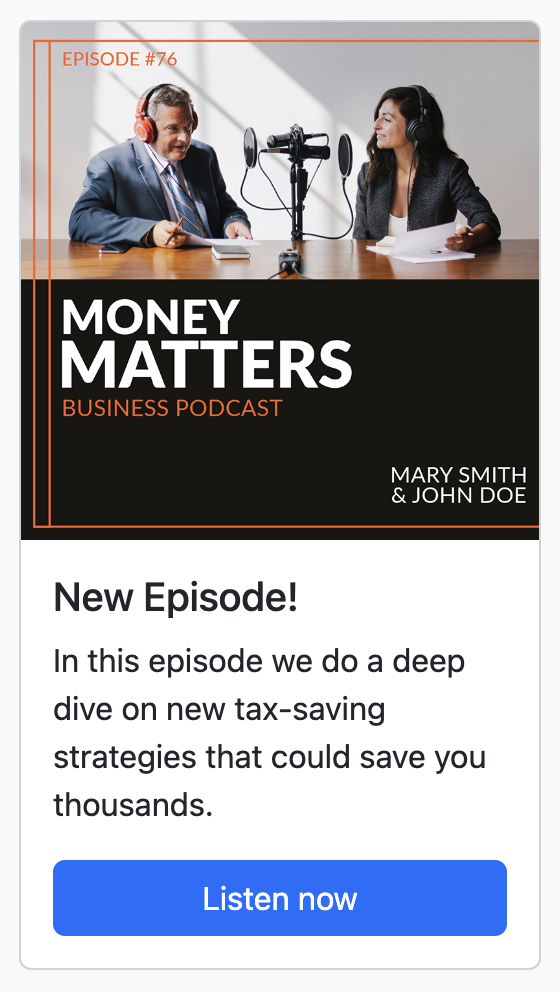 EPISODE #76
MONEY
MATTERS
BUSINESS PODCAST
MARY SMITH
& JOHN DOE
New Episode!
In this episode we do a deep
dive on new tax-saving
strategies that could save you
thousands.
Listen now